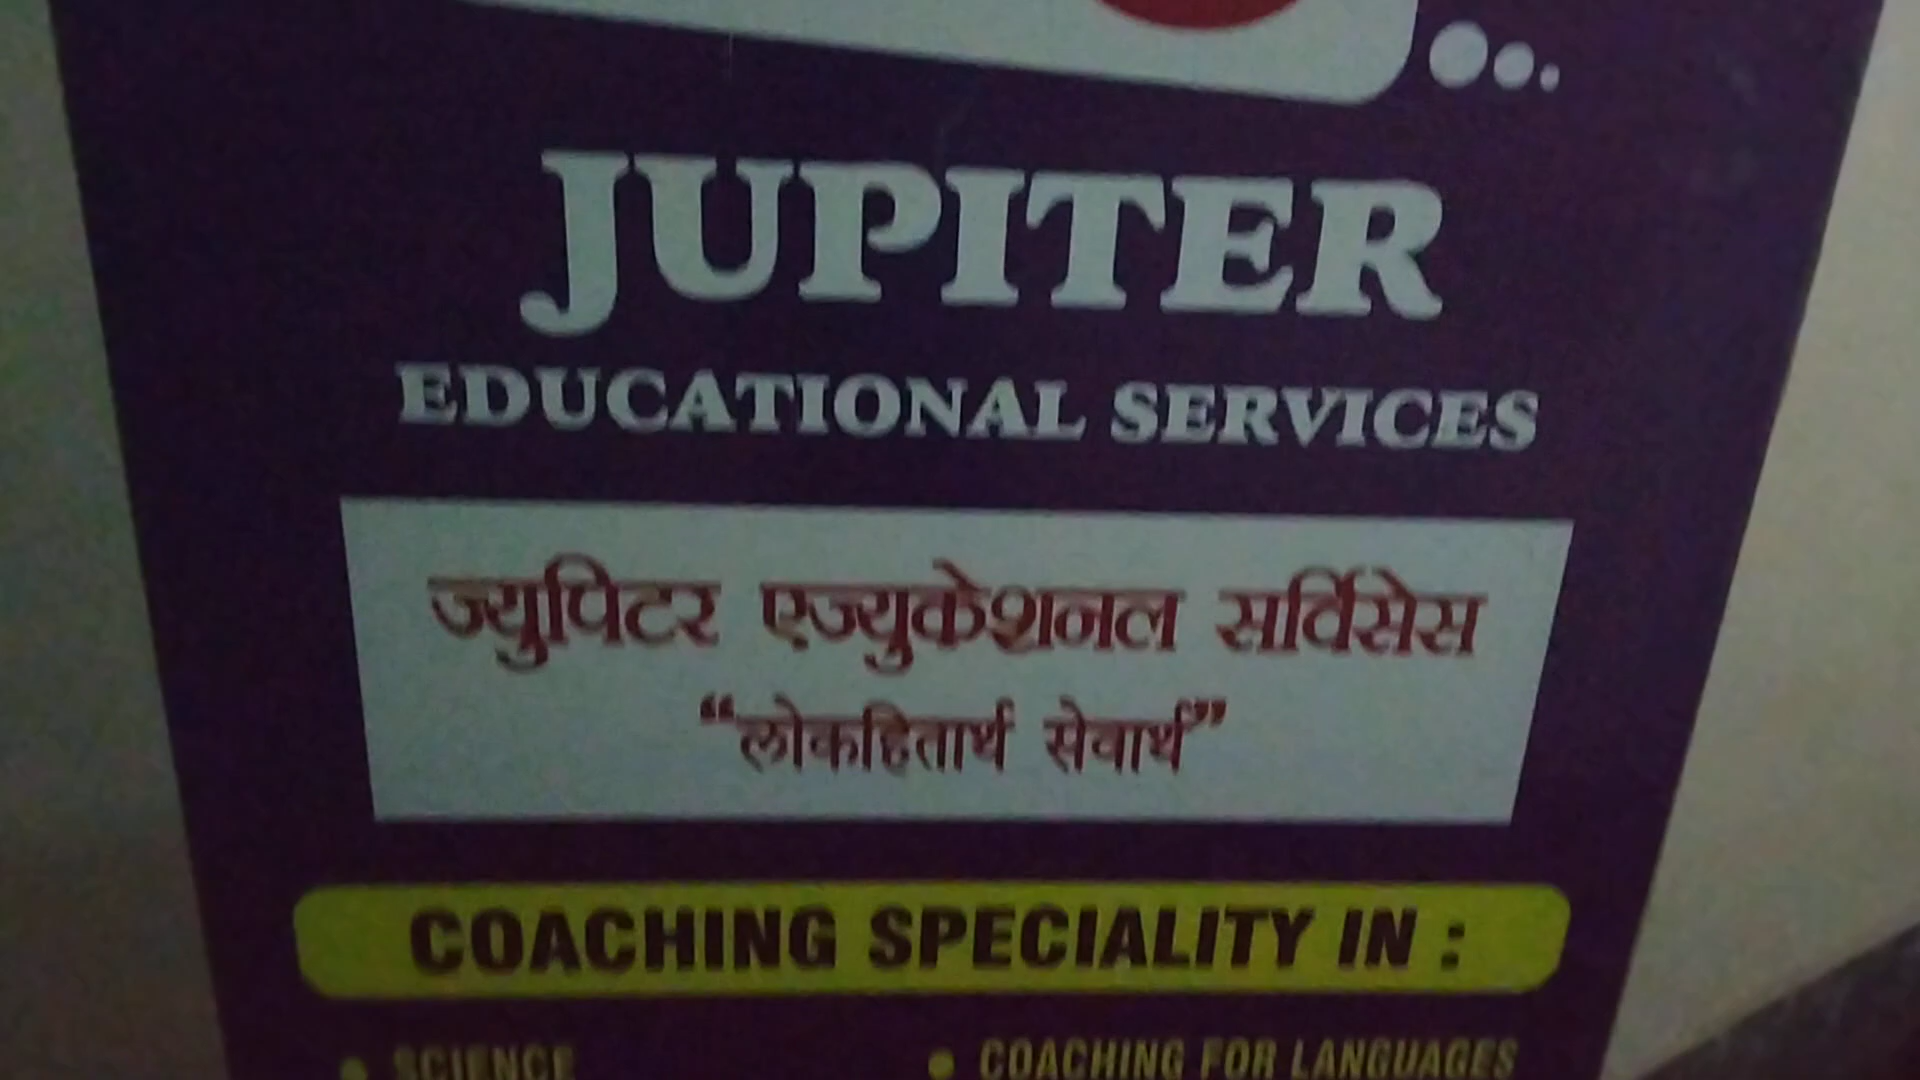 JUPITER
EDUCATIONAL SERVICES
ज्युपिटर एज्युकेशनल सर्विसेस
“लोकहितार्थ सेवार्थ”
COACHING SPECIALITY IN :
• SCIENCE • COACHING FOR LANGUAGES